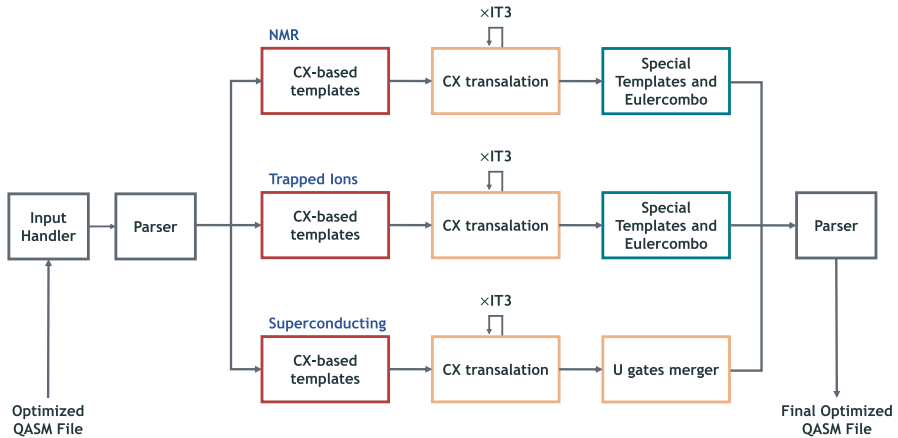 ×IT3
NMR
CX-based
templates
CX transalation
Special
Templates and
Eulercombo
×IT3
Trapped Ions
Input
Handler
Parser
CX-based
templates
CX transalation
Special
Templates and
Eulercombo
Parser
×IT3
Superconducting
CX-based
templates
CX transalation
U gates merger
Optimized
QASM File
Final Optimized
QASM File